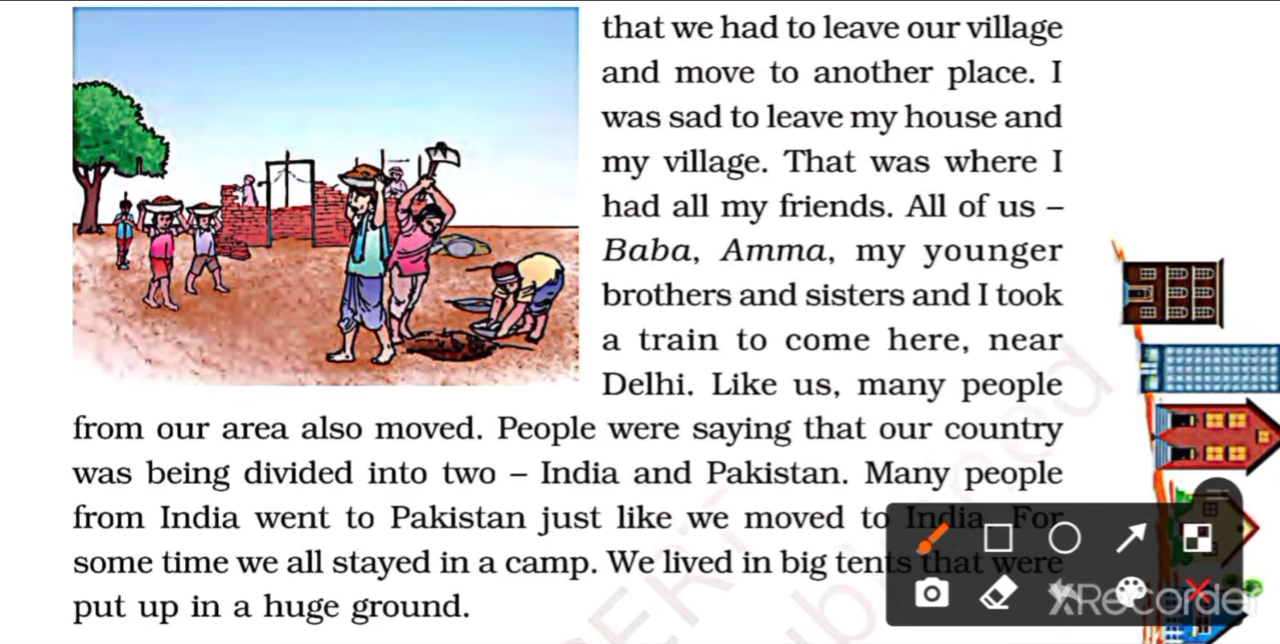 that we had to leave our village
and move to another place. I
was sad to leave my house and
my village. That was where I
had all my friends. All of us –
Baba, Amma, my younger
brothers and sisters and I took
a train to come here, near
Delhi. Like us, many people
from our area also moved. People were saying that our country
was being divided into two – India and Pakistan. Many people
from India went to Pakistan just like we moved to India. For
some time we all stayed in a camp. We lived in big tents that were
put up in a huge ground.
XRecorder